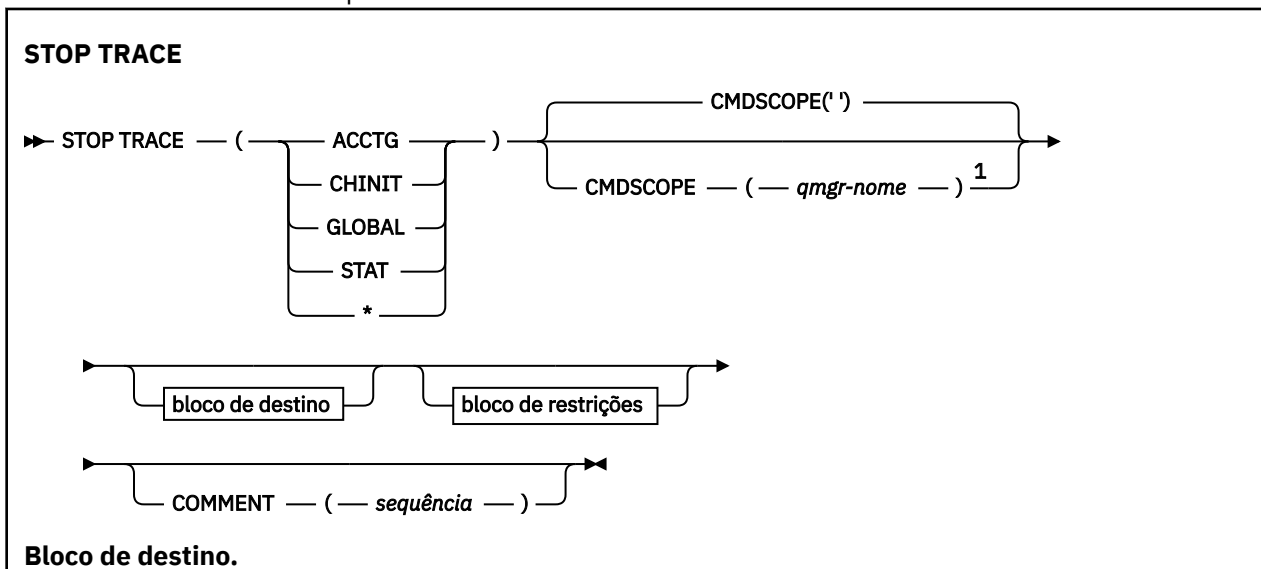 STOP TRACE
CMDSCOPE(' ')
STOP TRACE ( ACCTG )
CHINIT
GLOBAL
STAT
*
CMDSCOPE ( qmgr-nome ) 1
bloco de destino
bloco de restrições
COMMENT ( sequência )
Bloco de destino.